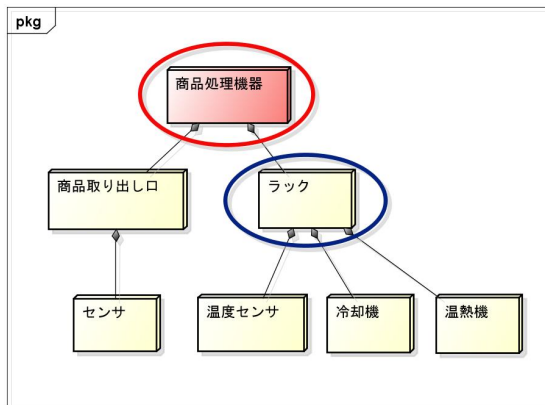 pkg
商品処理機器
商品取り出し口
ラック
センサ
温度センサ
冷却機
温熱機